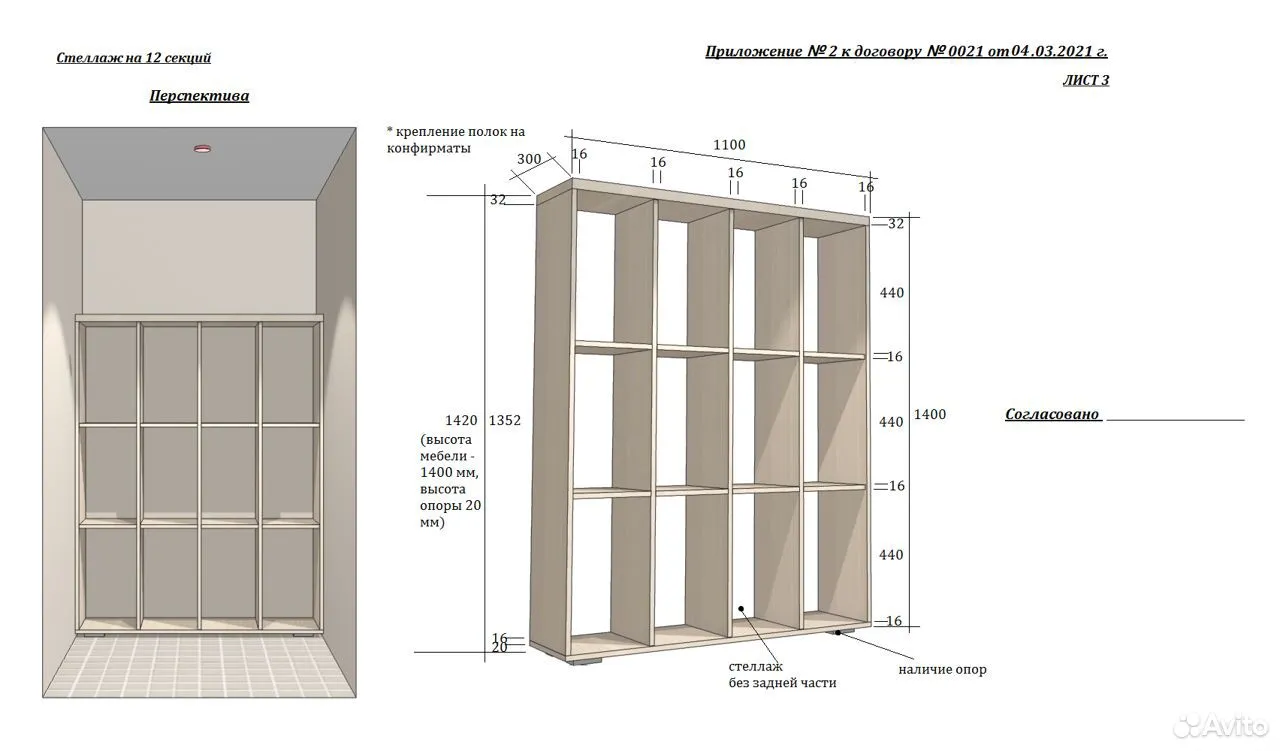 Стеллаж на 12 секций
Приложение № 2 к договору № 0021 от 04.03.2021 г.
ЛИСТ 3
Перспектива
* крепление полок на
конфирматы
300
16
1100
16
16
16
16
32
32
440
16
1420
1352
(высота
мебели -
1400 мм,
высота
опоры 20
мм)
440
1400
Согласовано
16
440
16
16
20
стеллаж
без задней части
наличие опор
Avito